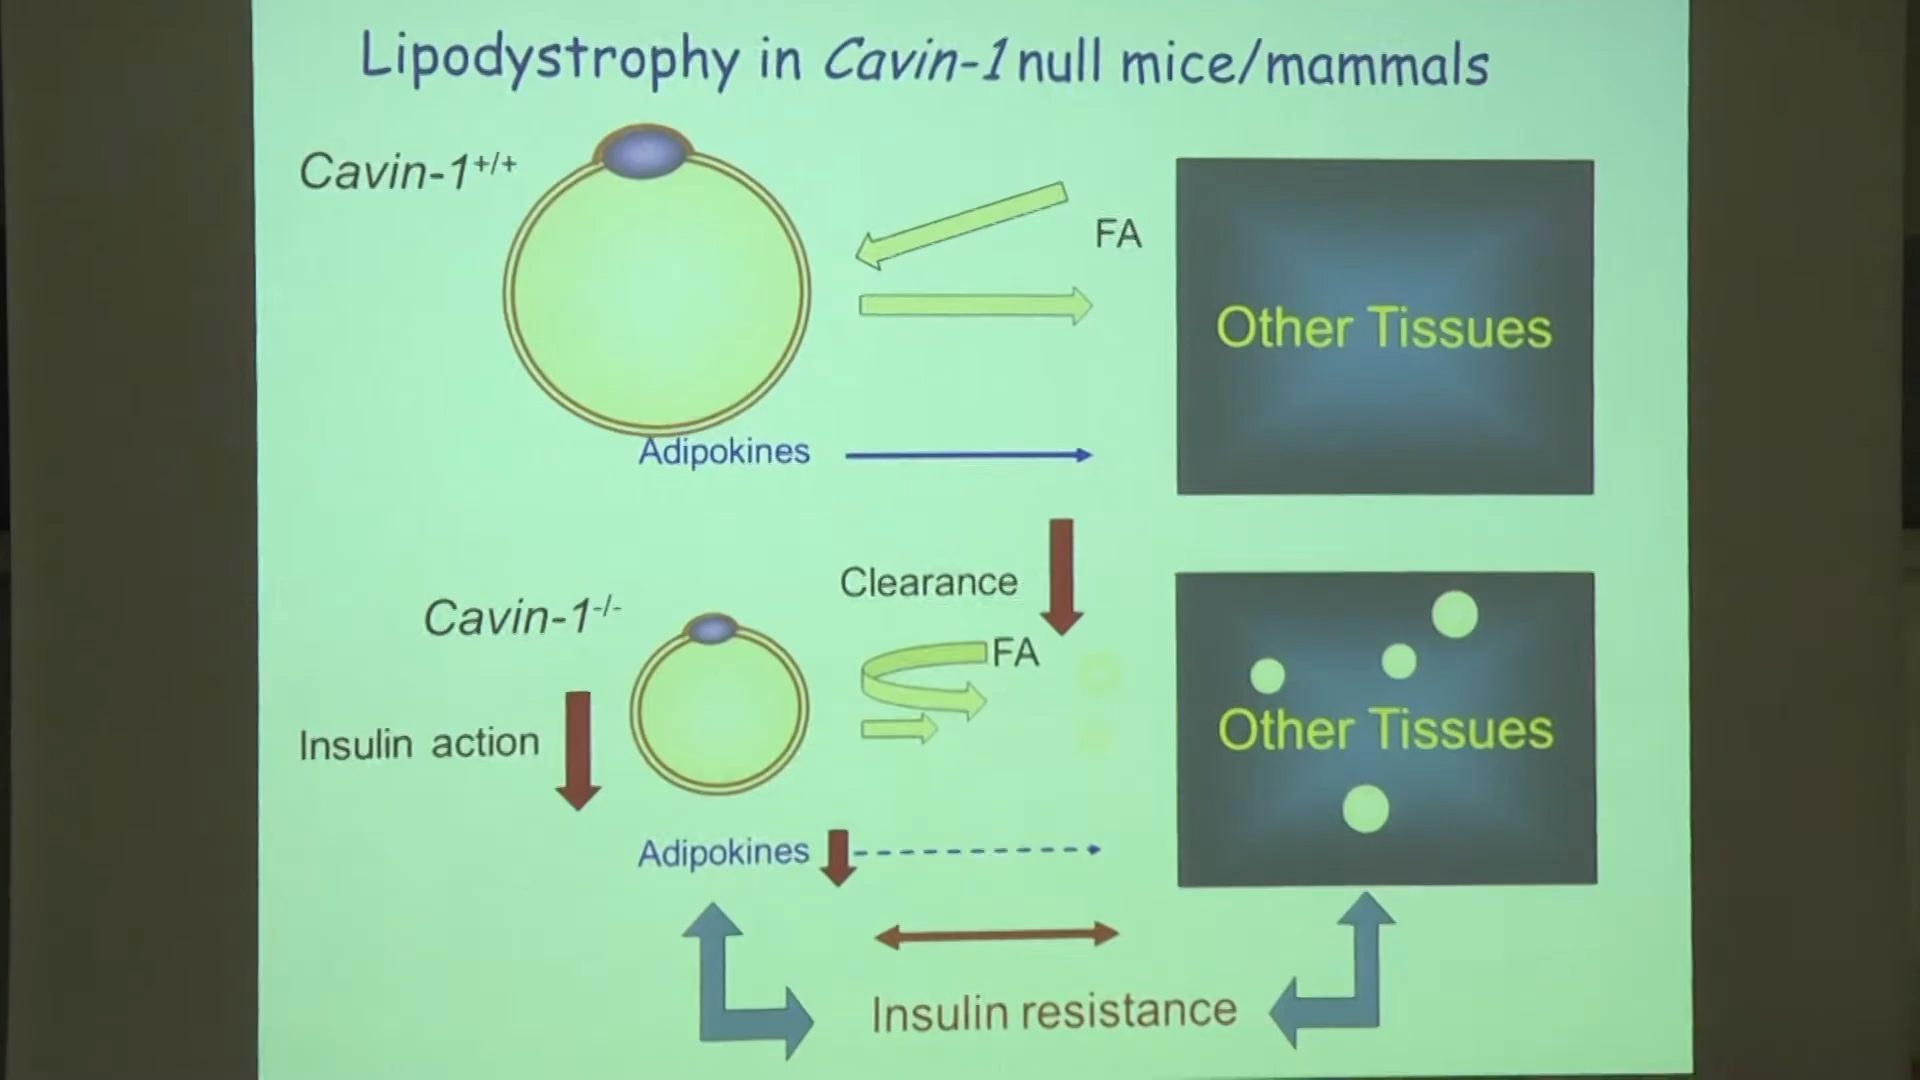 Lipodystrophy in Cavin-1 null mice/mammals
Cavin-1+/+
FA
Other Tissues
Adipokines
Clearance
Cavin-1-/-
FA
Insulin action
Other Tissues
Adipokines
Insulin resistance